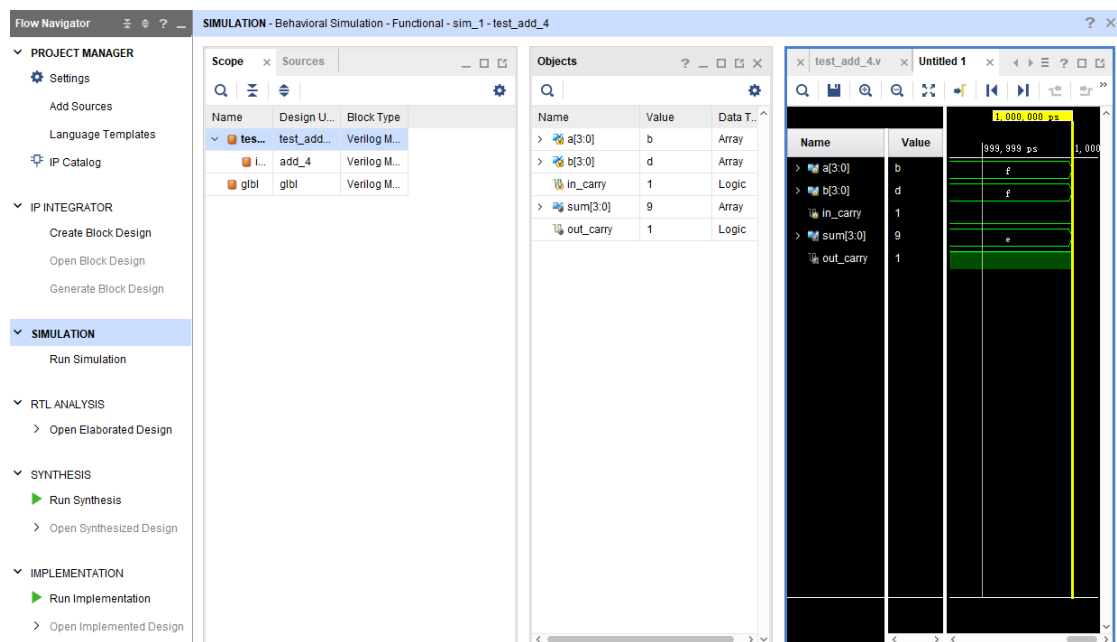 Flow Navigator
SIMULATION - Behavioral Simulation - Functional - sim_1 - test_add_4
PROJECT MANAGER
Settings
Add Sources
Language Templates
IP Catalog
IP INTEGRATOR
Create Block Design
Open Block Design
Generate Block Design
SIMULATION
Run Simulation
RTL ANALYSIS
Open Elaborated Design
SYNTHESIS
Run Synthesis
Open Synthesized Design
IMPLEMENTATION
Run Implementation
Open Implemented Design
Scope Sources
Name Design U... Block Type
tes... test_add... Verilog M...
i... add_4 Verilog M...
glbl glbl Verilog M...
Objects
Name Value Data T...
a[3:0] b Array
b[3:0] d Array
in_carry 1 Logic
sum[3:0] 9 Array
out_carry 1 Logic
test_add_4.v Untitled 1
1,000,000 ps
Name Value 999,999 ps 1,000
a[3:0] b f
b[3:0] d f
in_carry 1
sum[3:0] 9 e
out_carry 1